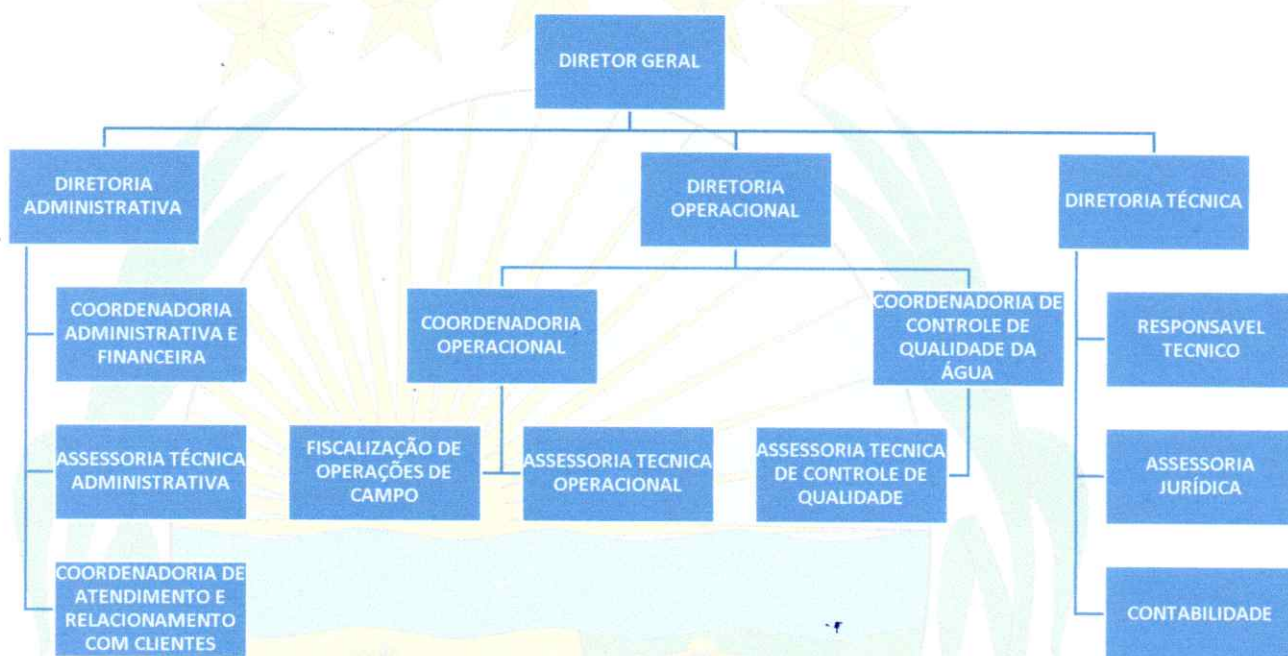 DIRETOR GERAL
DIRETORIA
ADMINISTRATIVA
DIRETORIA
OPERACIONAL
DIRETORIA TÉCNICA
COORDENADORIA
ADMINISTRATIVA E
FINANCEIRA
COORDENADORIA
OPERACIONAL
COORDENADORIA DE
CONTROLE DE
QUALIDADE DA
ÁGUA
RESPONSAVEL
TECNICO
ASSESSORIA TÉCNICA
ADMINISTRATIVA
FISCALIZAÇÃO DE
OPERAÇÕES DE
CAMPO
ASSESSORIA TECNICA
OPERACIONAL
ASSESSORIA TECNICA
DE CONTROLE DE
QUALIDADE
ASSESSORIA
JURÍDICA
COORDENADORIA DE
ATENDIMENTO E
RELACIONAMENTO
COM CLIENTES
CONTABILIDADE